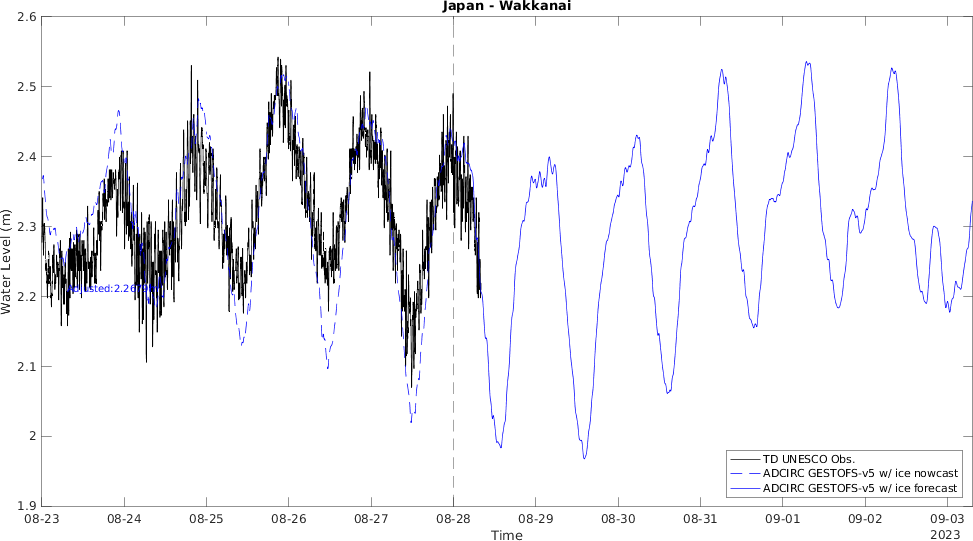 Japan - Wakkanai
Water Level (m)
2.6
2.5
2.4
2.3
2.2
2.1
2
1.9
TD UNESCO Obs.
ADCIRC GESTOFS-v5 w/ ice nowcast
ADCIRC GESTOFS-v5 w/ ice forecast
08-23 08-24 08-25 08-26 08-27 08-28 08-29 08-30 08-31 09-01 09-02 09-03
Time
2023